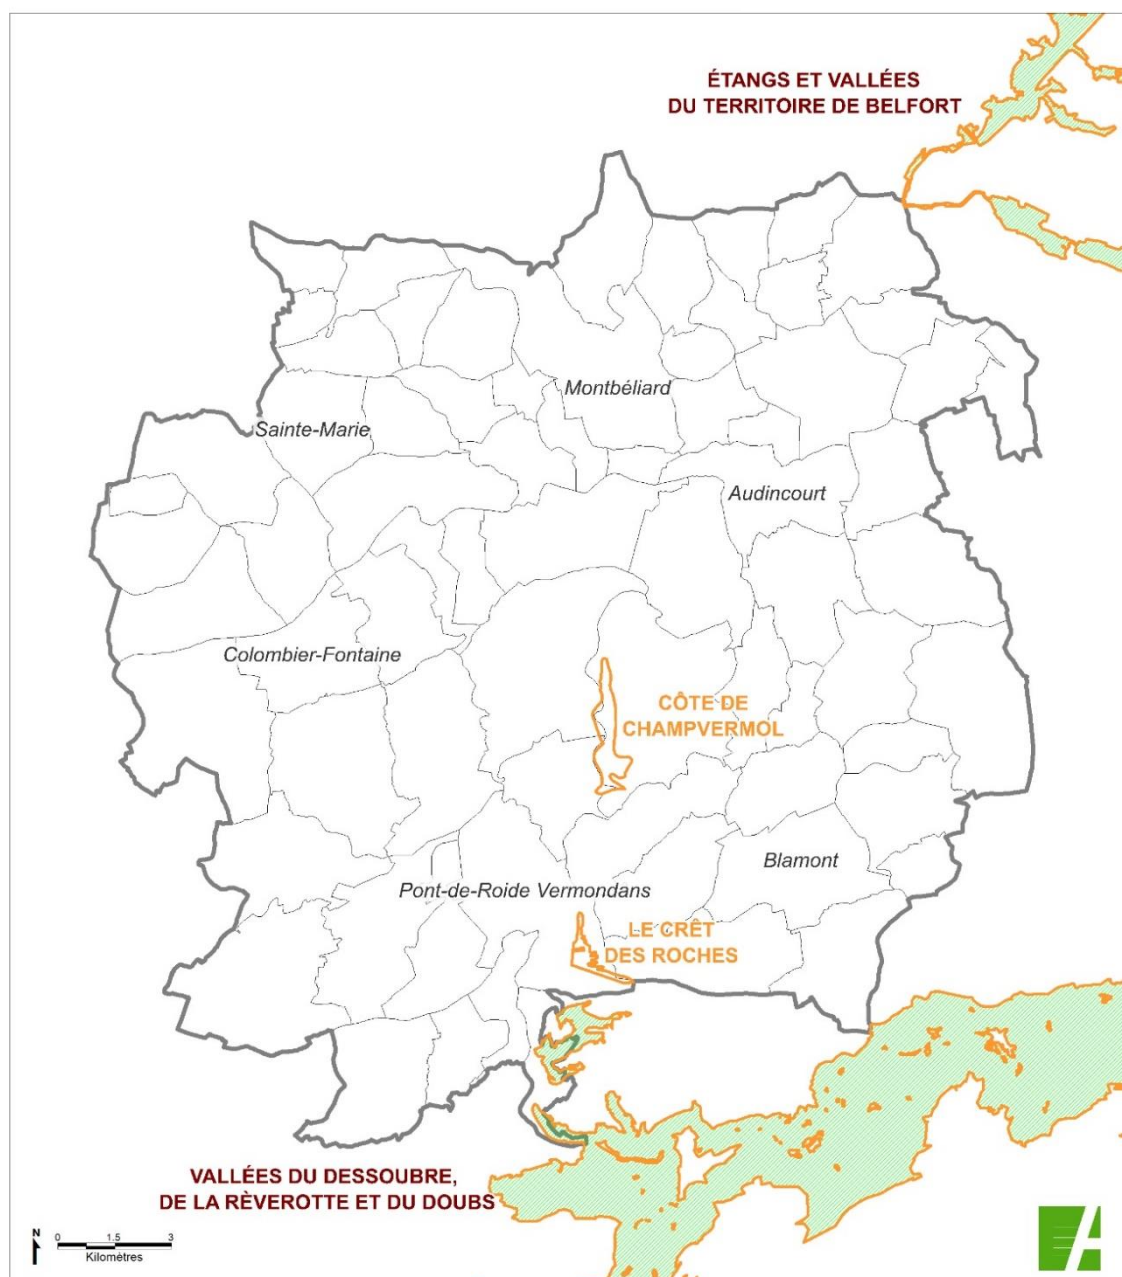 ÉTANGS ET VALLÉES
DU TERRITOIRE DE BELFORT
Montbéliard
Sainte-Marie
Audincourt
Colombier-Fontaine
CÔTE DE
CHAMPVERMOL
Blamont
Pont-de-Roide Vermondans
LE CRÊT
DES ROCHES
VALLÉES DU DESSOUBRE,
DE LA RÈVEROTTE ET DU DOUBS
N
0 1.5 3
Kilomètres
A